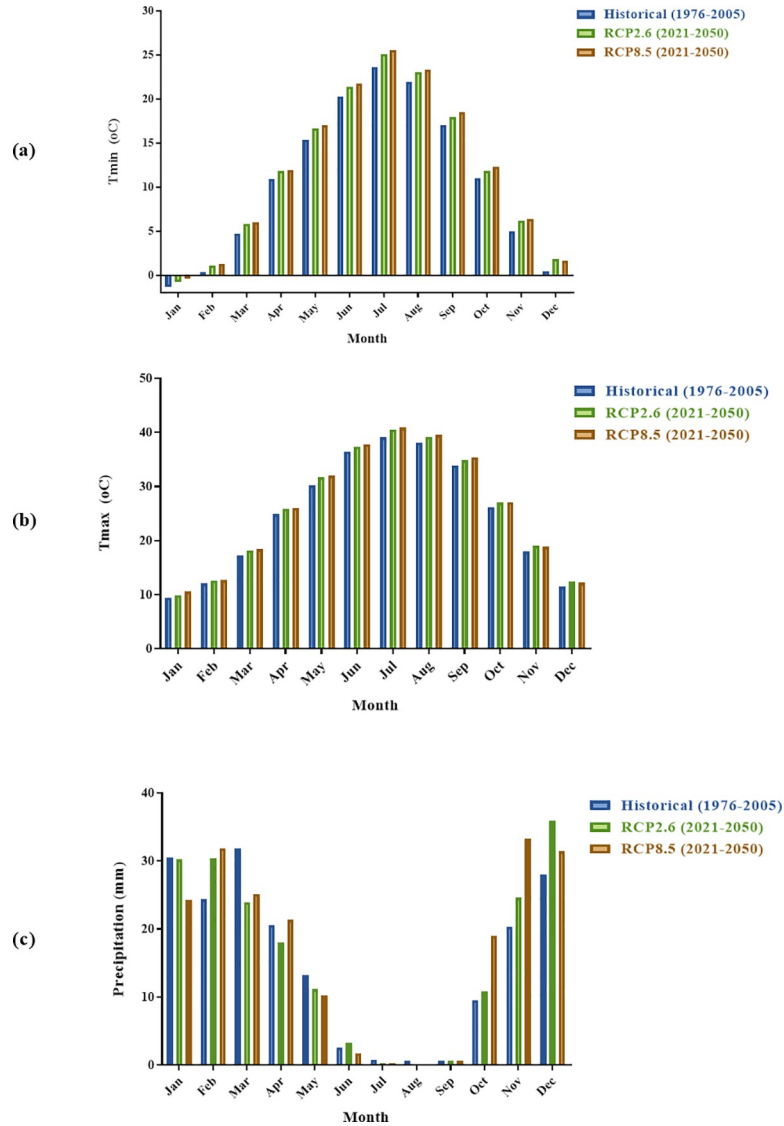 (a)
Tmin (oC)
30
25
20
15
10
5
0
Jan Feb Mar Apr May Jun Jul Aug Sep Oct Nov Dec
Month
Historical (1976-2005)
RCP2.6 (2021-2050)
RCP8.5 (2021-2050)
(b)
Tmax (oC)
50
40
30
20
10
0
Jan Feb Mar Apr May Jun Jul Aug Sep Oct Nov Dec
Month
Historical (1976-2005)
RCP2.6 (2021-2050)
RCP8.5 (2021-2050)
(c)
Precipitation (mm)
40
30
20
10
0
Jan Feb Mar Apr May Jun Jul Aug Sep Oct Nov Dec
Month
Historical (1976-2005)
RCP2.6 (2021-2050)
RCP8.5 (2021-2050)